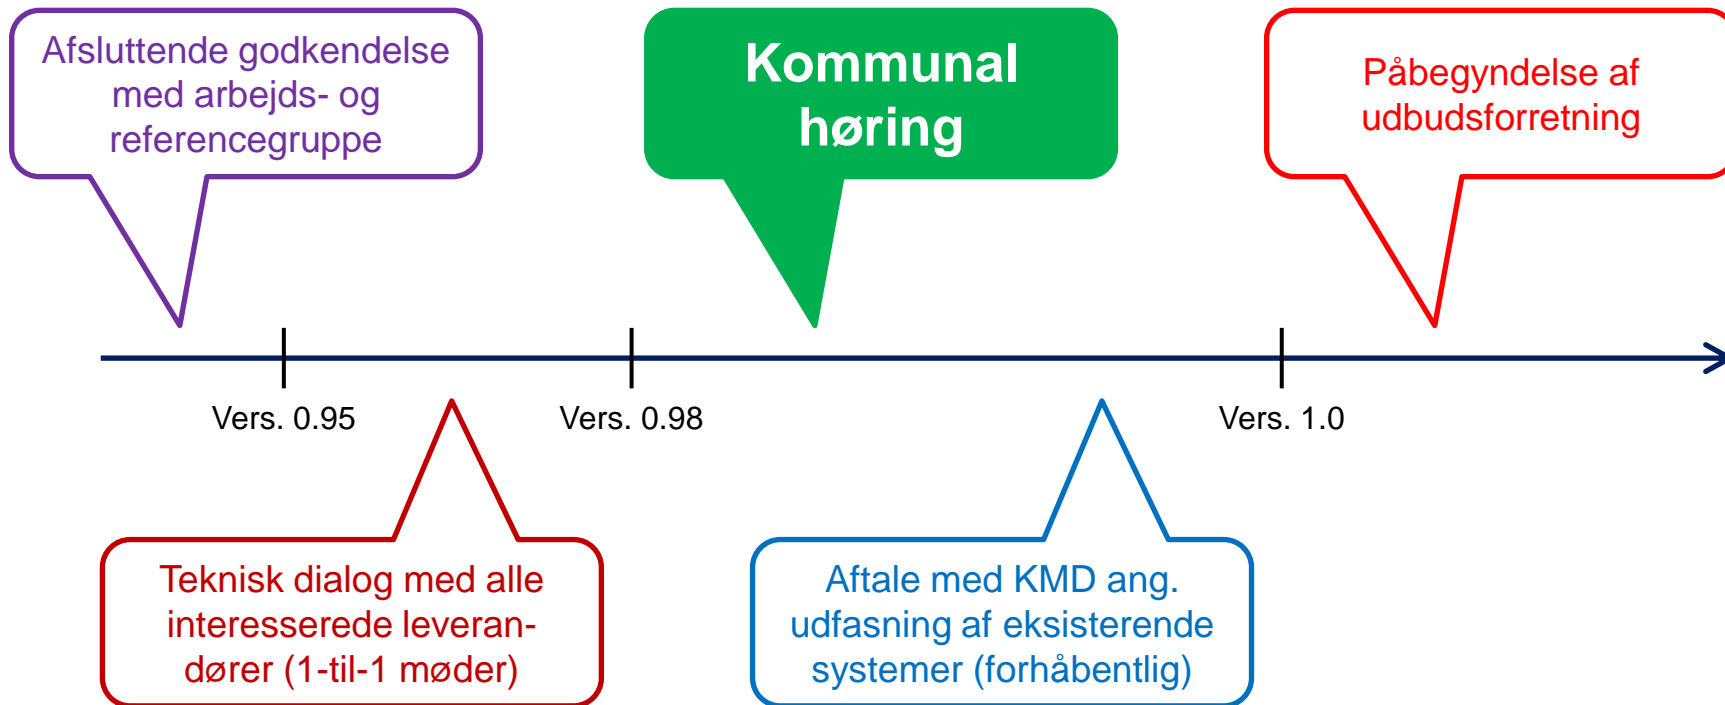 Afsluttende godkendelse
med arbejds- og
referencegruppe
Kommunal
høring
Påbegyndelse af
udbudsforretning
Vers. 0.95
Vers. 0.98
Vers. 1.0
Teknisk dialog med alle
interesserede leveran-
dører (1-til-1 møder)
Aftale med KMD ang.
udfasning af eksisterende
systemer (forhåbentlig)